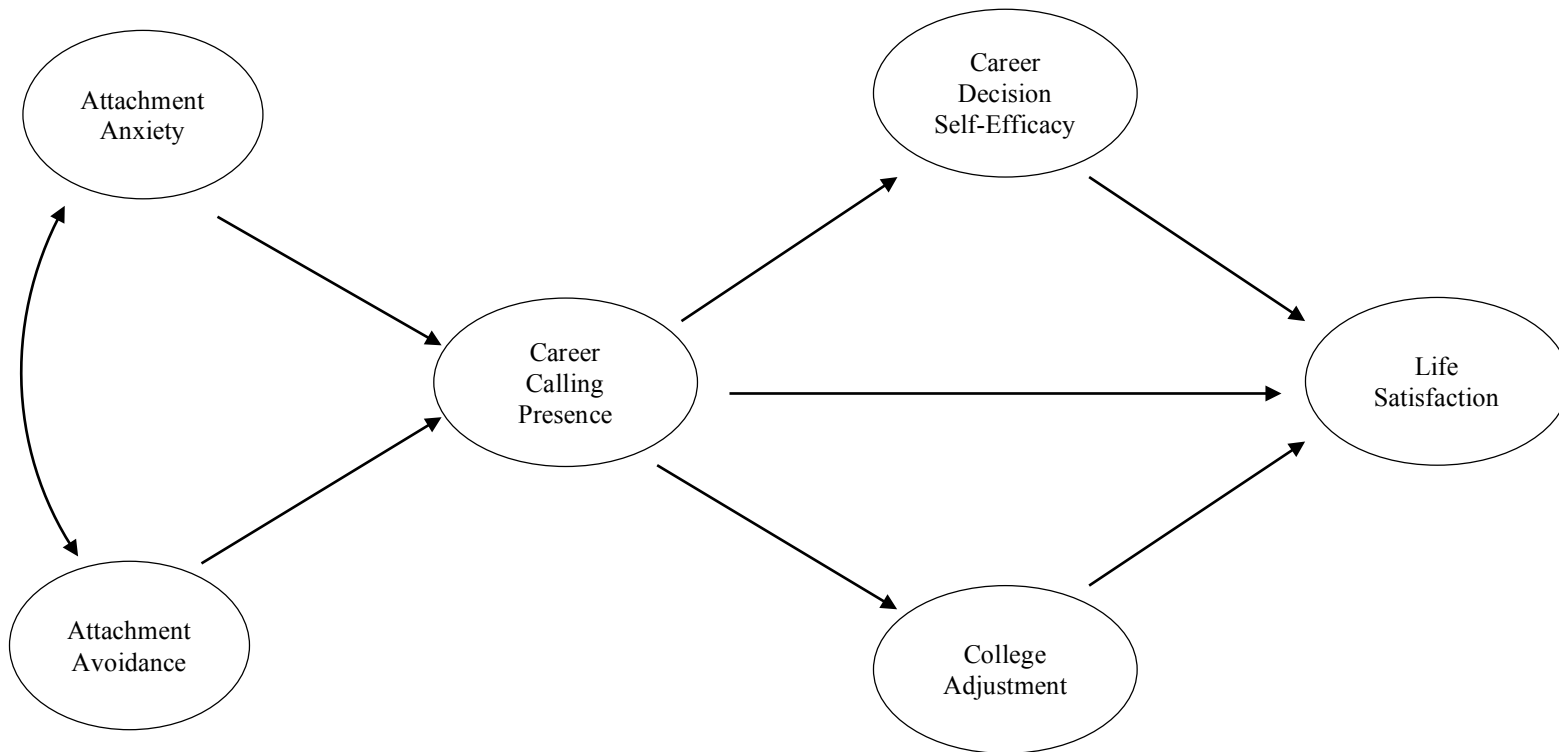 Attachment
Anxiety
Career
Decision
Self-Efficacy
Career
Calling
Presence
Life
Satisfaction
Attachment
Avoidance
College
Adjustment